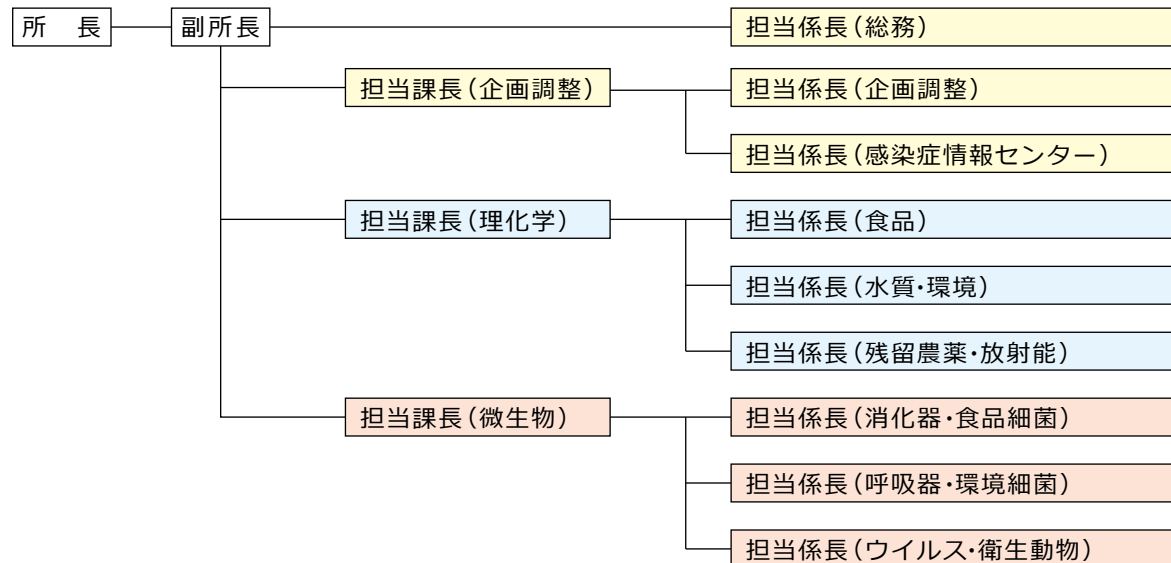 所　長
副所長
担当係長（総務）
担当課長（企画調整）
担当係長（企画調整）
担当係長（感染症情報センター）
担当課長（理化学）
担当係長（食品）
担当係長（水質・環境）
担当係長（残留農薬・放射能）
担当課長（微生物）
担当係長（消化器・食品細菌）
担当係長（呼吸器・環境細菌）
担当係長（ウイルス・衛生動物）